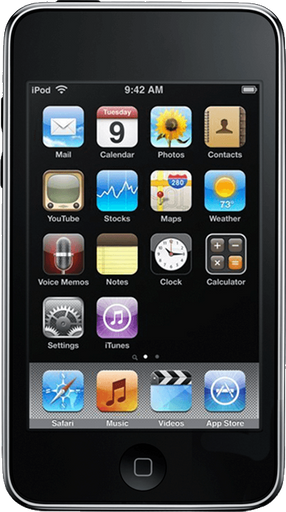 iPod 9:42 AM
Tuesday
9
Mail Calendar Photos Contacts
280
73°
YouTube Stocks Maps Weather
Voice Memos Notes Clock Calculator
Settings iTunes
Safari Music Videos App Store